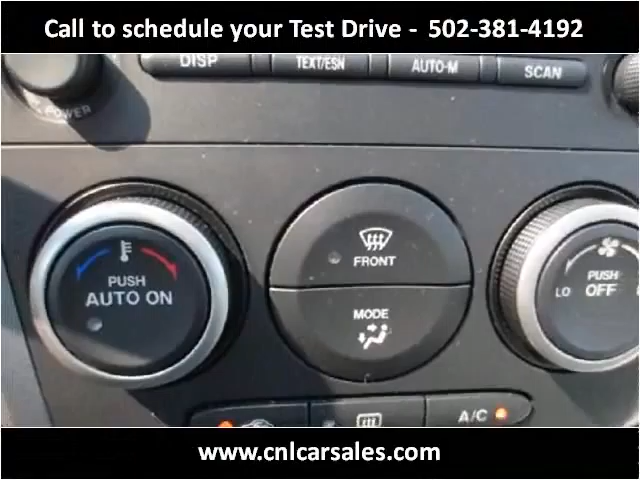 Call to schedule your Test Drive - 502-381-4192
DISP TEXT/ESN AUTO-M SCAN
POWER
FRONT
PUSH
AUTO ON
MODE
PUSH
LO OFF
A/C
www.cnlcarsales.com